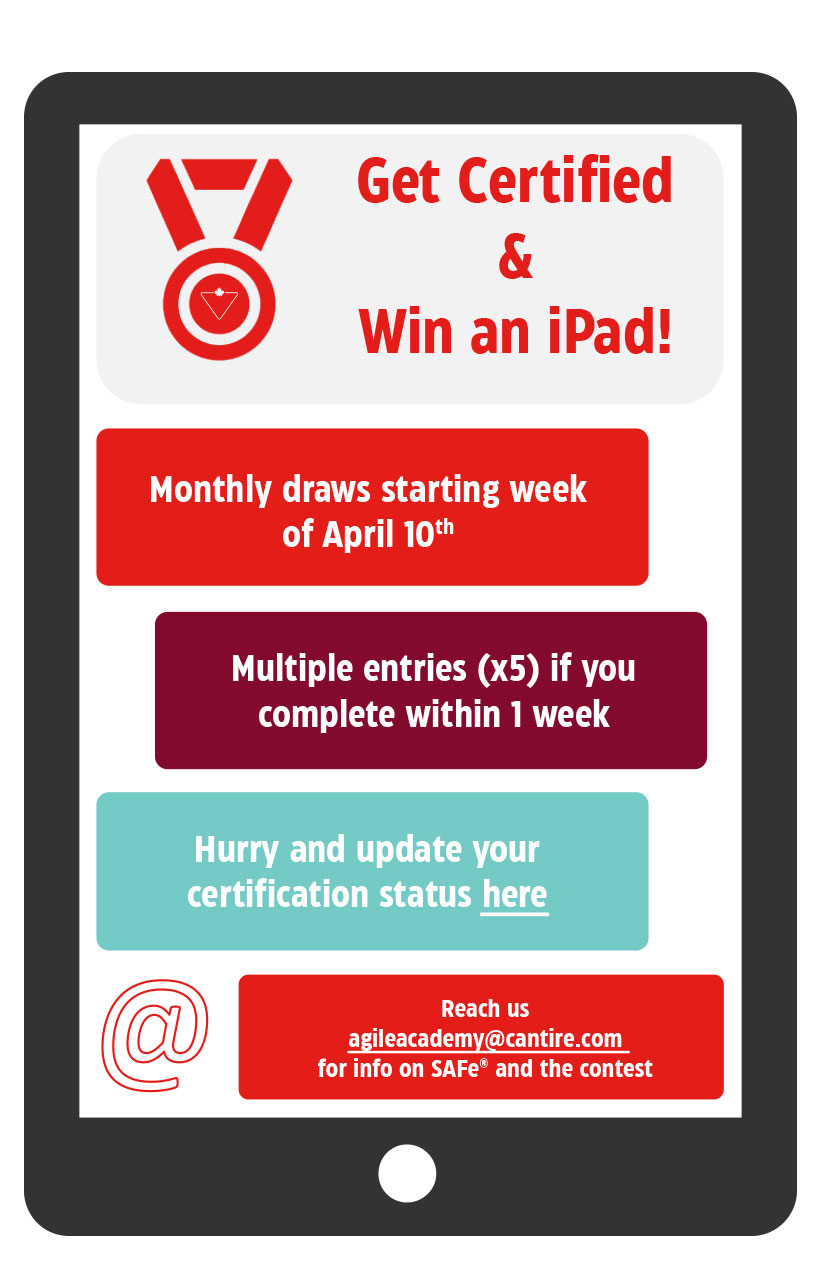 Get Certified
&
Win an iPad!
Monthly draws starting week
of April 10th
Multiple entries (x5) if you
complete within 1 week
Hurry and update your
certification status here
@
Reach us
agileacademy@cantire.com
for info on SAFe® and the contest